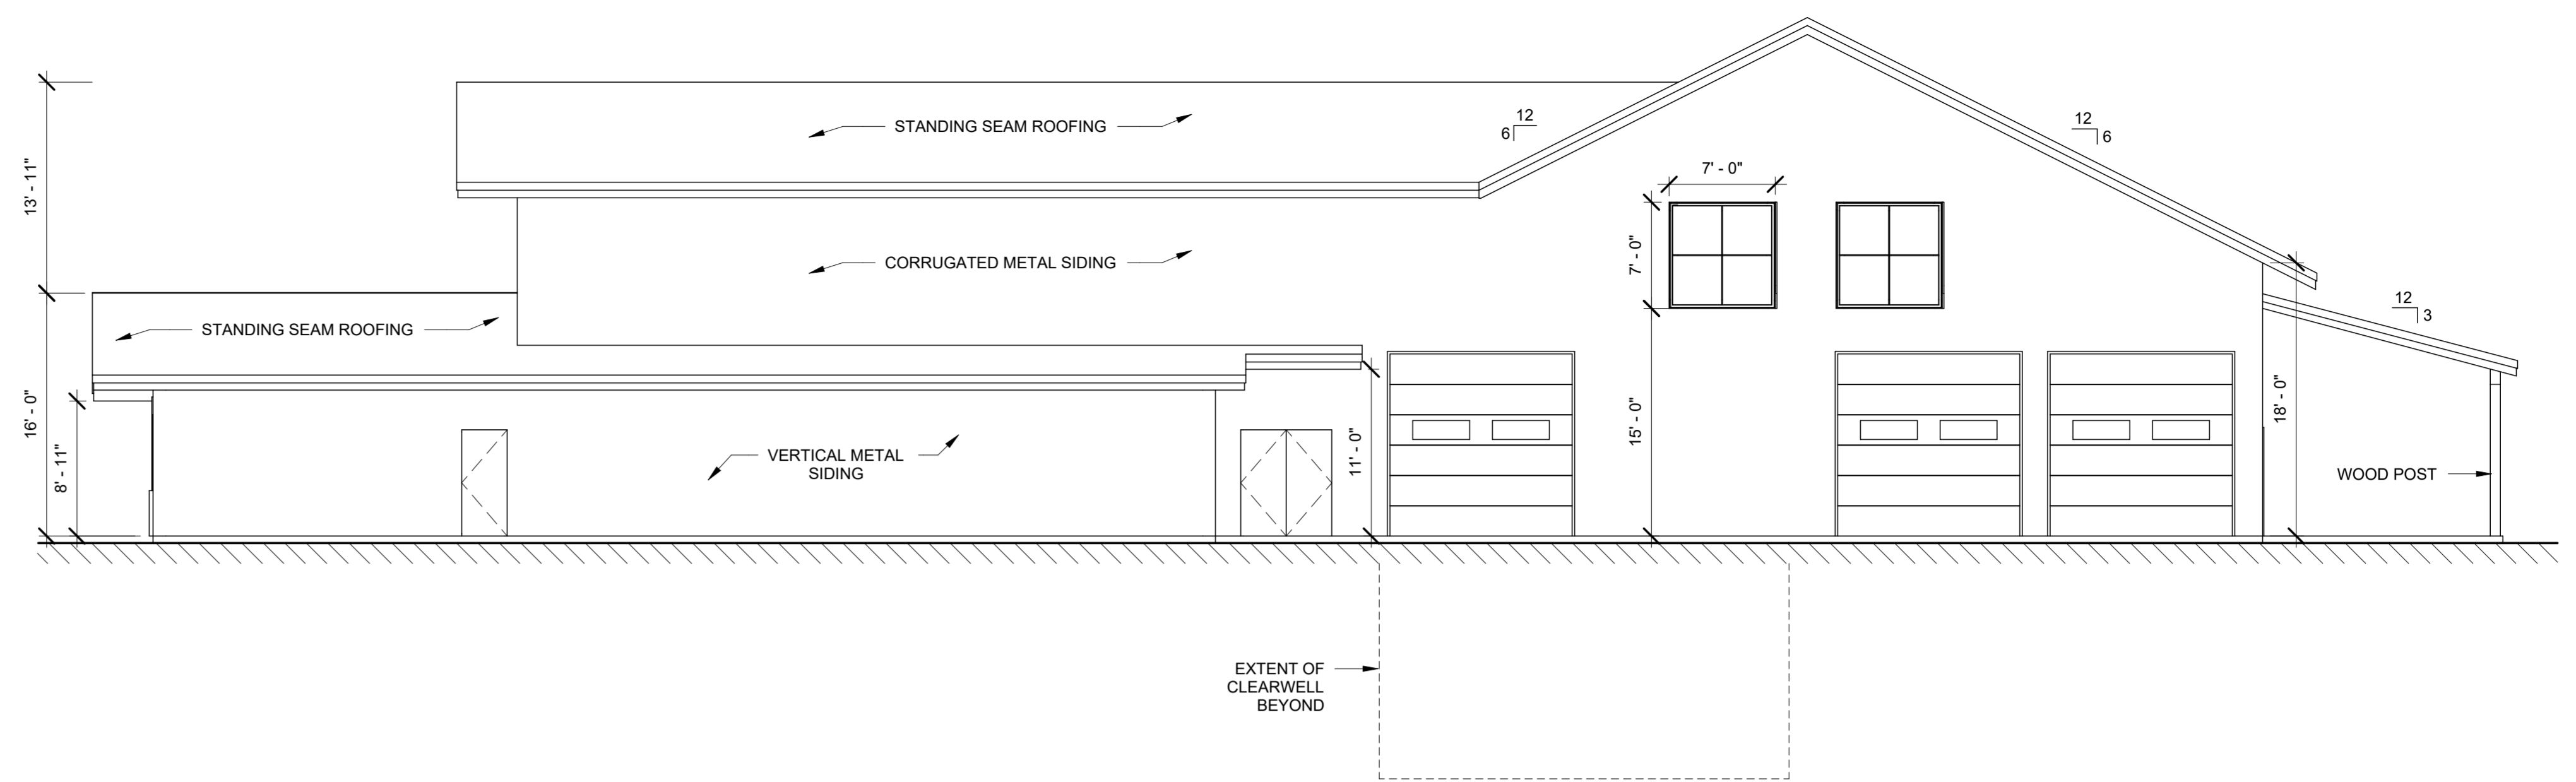 12
6
12
6
STANDING SEAM ROOFING
13' - 11"
7' - 0"
7' - 0"
CORRUGATED METAL SIDING
12
3
STANDING SEAM ROOFING
16' - 0"
8' - 11"
VERTICAL METAL
SIDING
11' - 0"
15' - 0"
18' - 0"
WOOD POST
EXTENT OF
CLEARWELL
BEYOND